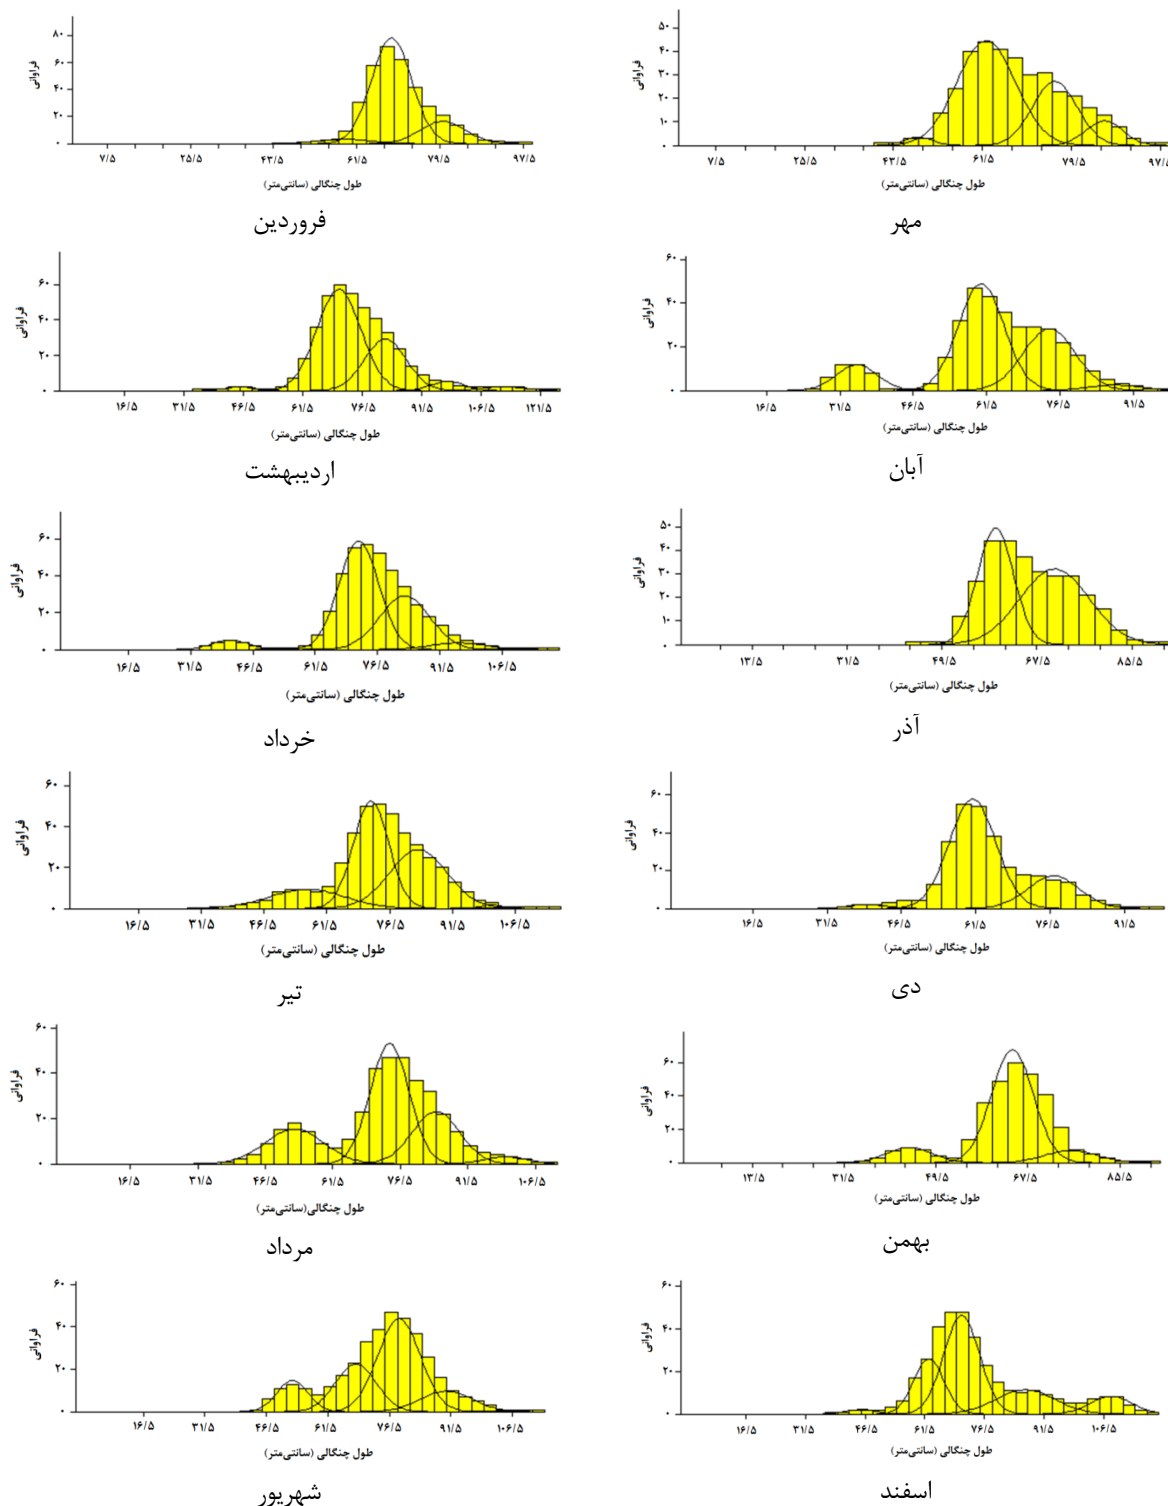 ۸۰
۶۰
۴۰
۲۰
۰
فراوانی
۷/۵ ۲۵/۵ ۴۳/۵ ۶۱/۵ ۷۹/۵ ۹۷/۵
طول چنگالی (سانتی‌متر)
فروردین
۵۰
۴۰
۳۰
۲۰
۱۰
۰
فراوانی
۷/۵ ۲۵/۵ ۴۳/۵ ۶۱/۵ ۷۹/۵ ۹۷/۵
طول چنگالی (سانتی‌متر)
مهر
۶۰
۴۰
۲۰
۰
فراوانی
۱۶/۵ ۳۱/۵ ۴۶/۵ ۶۱/۵ ۷۶/۵ ۹۱/۵ ۱۰۶/۵ ۱۲۱/۵
طول چنگالی (سانتی‌متر)
اردیبهشت
۶۰
۴۰
۲۰
۰
فراوانی
۱۶/۵ ۳۱/۵ ۴۶/۵ ۶۱/۵ ۷۶/۵ ۹۱/۵
طول چنگالی (سانتی‌متر)
آبان
۶۰
۴۰
۲۰
۰
فراوانی
۱۶/۵ ۳۱/۵ ۴۶/۵ ۶۱/۵ ۷۶/۵ ۹۱/۵ ۱۰۶/۵
طول چنگالی (سانتی‌متر)
خرداد
۵۰
۴۰
۳۰
۲۰
۱۰
۰
فراوانی
۱۳/۵ ۳۱/۵ ۴۹/۵ ۶۷/۵ ۸۵/۵
طول چنگالی (سانتی‌متر)
آذر
۶۰
۴۰
۲۰
۰
فراوانی
۱۶/۵ ۳۱/۵ ۴۶/۵ ۶۱/۵ ۷۶/۵ ۹۱/۵ ۱۰۶/۵
طول چنگالی (سانتی‌متر)
تیر
۶۰
۴۰
۲۰
۰
فراوانی
۱۶/۵ ۳۱/۵ ۴۶/۵ ۶۱/۵ ۷۶/۵ ۹۱/۵
طول چنگالی (سانتی‌متر)
دی
۶۰
۴۰
۲۰
۰
فراوانی
۱۶/۵ ۳۱/۵ ۴۶/۵ ۶۱/۵ ۷۶/۵ ۹۱/۵ ۱۰۶/۵
طول چنگالی(سانتی‌متر)
مرداد
۶۰
۴۰
۲۰
۰
فراوانی
۱۳/۵ ۳۱/۵ ۴۹/۵ ۶۷/۵ ۸۵/۵
طول چنگالی (سانتی‌متر)
بهمن
۶۰
۴۰
۲۰
۰
فراوانی
۱۶/۵ ۳۱/۵ ۴۶/۵ ۶۱/۵ ۷۶/۵ ۹۱/۵ ۱۰۶/۵
طول چنگالی (سانتی‌متر)
شهریور
۶۰
۴۰
۲۰
۰
فراوانی
۱۶/۵ ۳۱/۵ ۴۶/۵ ۶۱/۵ ۷۶/۵ ۹۱/۵ ۱۰۶/۵
طول چنگالی (سانتی‌متر)
اسفند